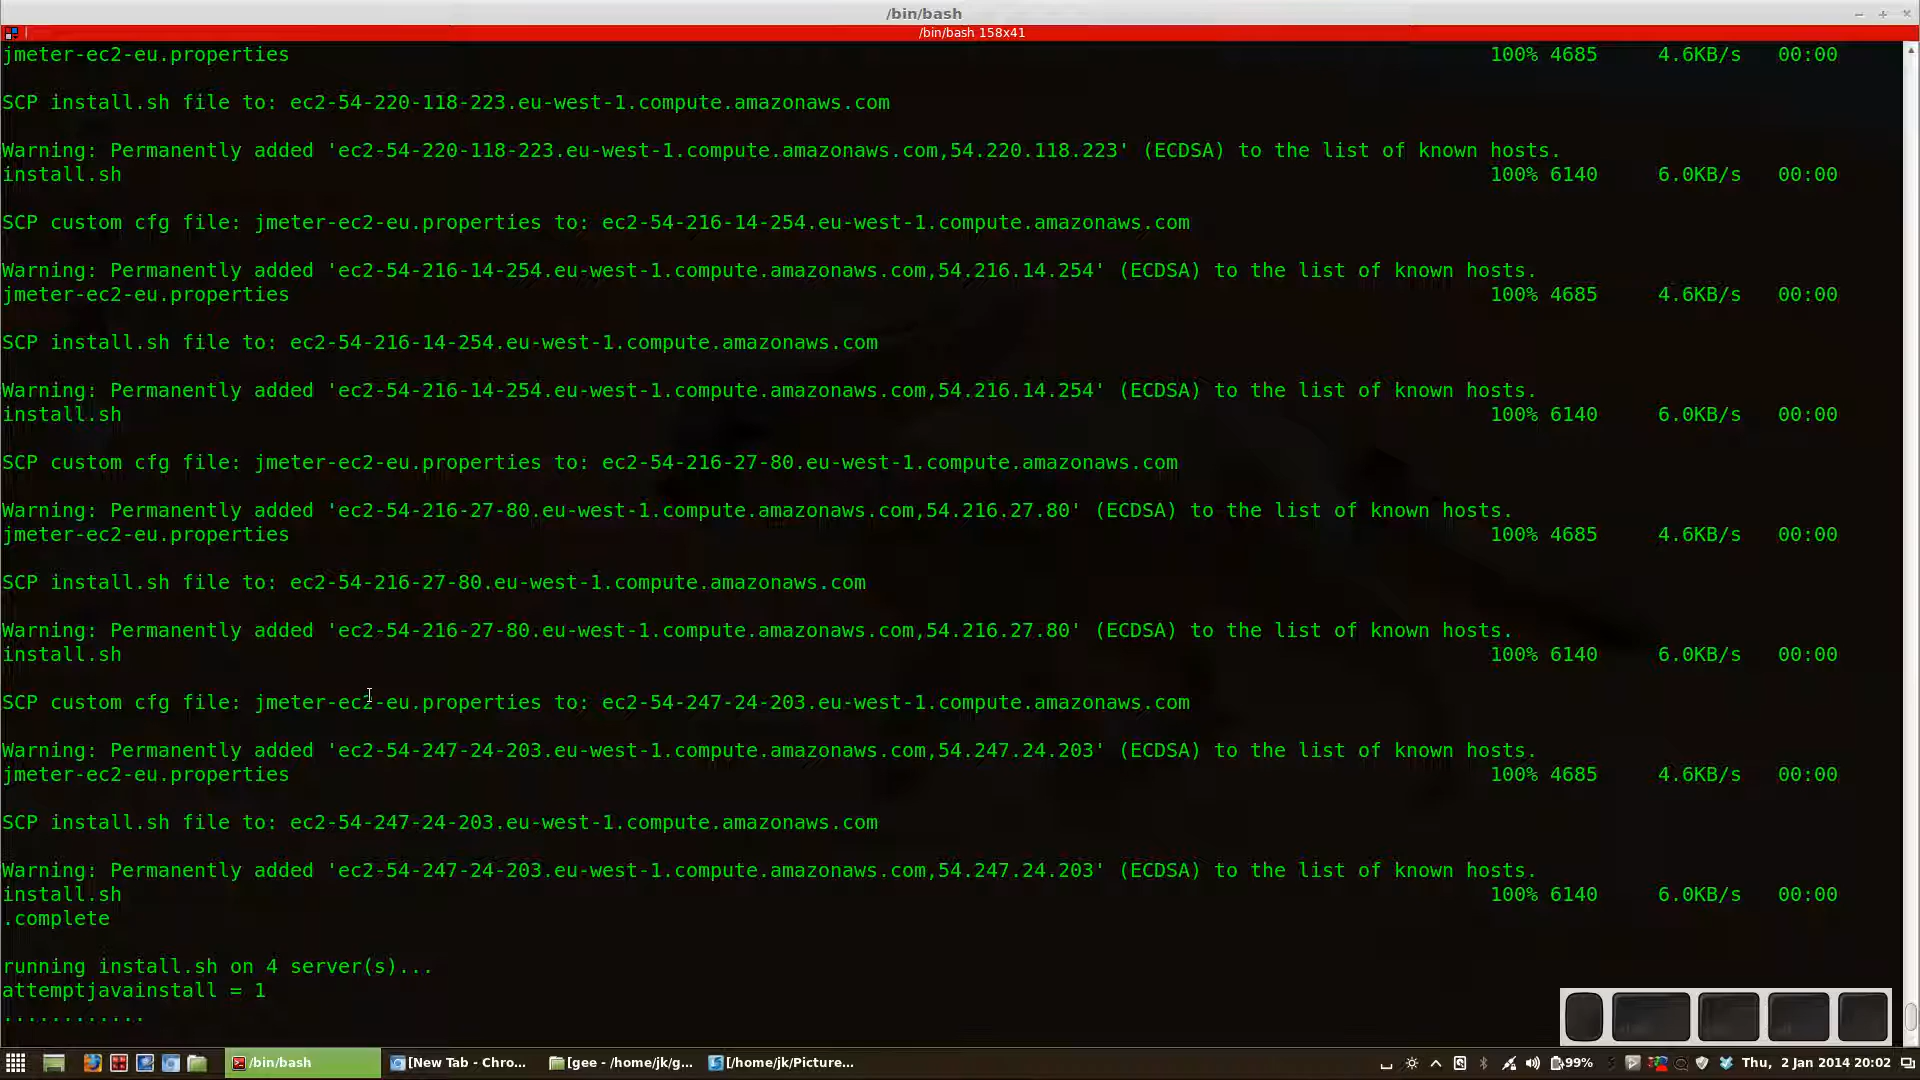 /bin/bash
/bin/bash 158x41
jmeter-ec2-eu.properties 100% 4685 4.6KB/s 00:00
SCP install.sh file to: ec2-54-220-118-223.eu-west-1.compute.amazonaws.com
Warning: Permanently added 'ec2-54-220-118-223.eu-west-1.compute.amazonaws.com,54.220.118.223' (ECDSA) to the list of known hosts.
install.sh 100% 6140 6.0KB/s 00:00
SCP custom cfg file: jmeter-ec2-eu.properties to: ec2-54-216-14-254.eu-west-1.compute.amazonaws.com
Warning: Permanently added 'ec2-54-216-14-254.eu-west-1.compute.amazonaws.com,54.216.14.254' (ECDSA) to the list of known hosts.
jmeter-ec2-eu.properties 100% 4685 4.6KB/s 00:00
SCP install.sh file to: ec2-54-216-14-254.eu-west-1.compute.amazonaws.com
Warning: Permanently added 'ec2-54-216-14-254.eu-west-1.compute.amazonaws.com,54.216.14.254' (ECDSA) to the list of known hosts.
install.sh 100% 6140 6.0KB/s 00:00
SCP custom cfg file: jmeter-ec2-eu.properties to: ec2-54-216-27-80.eu-west-1.compute.amazonaws.com
Warning: Permanently added 'ec2-54-216-27-80.eu-west-1.compute.amazonaws.com,54.216.27.80' (ECDSA) to the list of known hosts.
jmeter-ec2-eu.properties 100% 4685 4.6KB/s 00:00
SCP install.sh file to: ec2-54-216-27-80.eu-west-1.compute.amazonaws.com
Warning: Permanently added 'ec2-54-216-27-80.eu-west-1.compute.amazonaws.com,54.216.27.80' (ECDSA) to the list of known hosts.
install.sh 100% 6140 6.0KB/s 00:00
SCP custom cfg file: jmeter-ec2-eu.properties to: ec2-54-247-24-203.eu-west-1.compute.amazonaws.com
Warning: Permanently added 'ec2-54-247-24-203.eu-west-1.compute.amazonaws.com,54.247.24.203' (ECDSA) to the list of known hosts.
jmeter-ec2-eu.properties 100% 4685 4.6KB/s 00:00
SCP install.sh file to: ec2-54-247-24-203.eu-west-1.compute.amazonaws.com
Warning: Permanently added 'ec2-54-247-24-203.eu-west-1.compute.amazonaws.com,54.247.24.203' (ECDSA) to the list of known hosts.
install.sh 100% 6140 6.0KB/s 00:00
.complete
running install.sh on 4 server(s)...
attemptjavainstall = 1
............
/bin/bash [New Tab - Chro... [gee - /home/jk/g... [/home/jk/Picture... 99% Thu, 2 Jan 2014 20:02